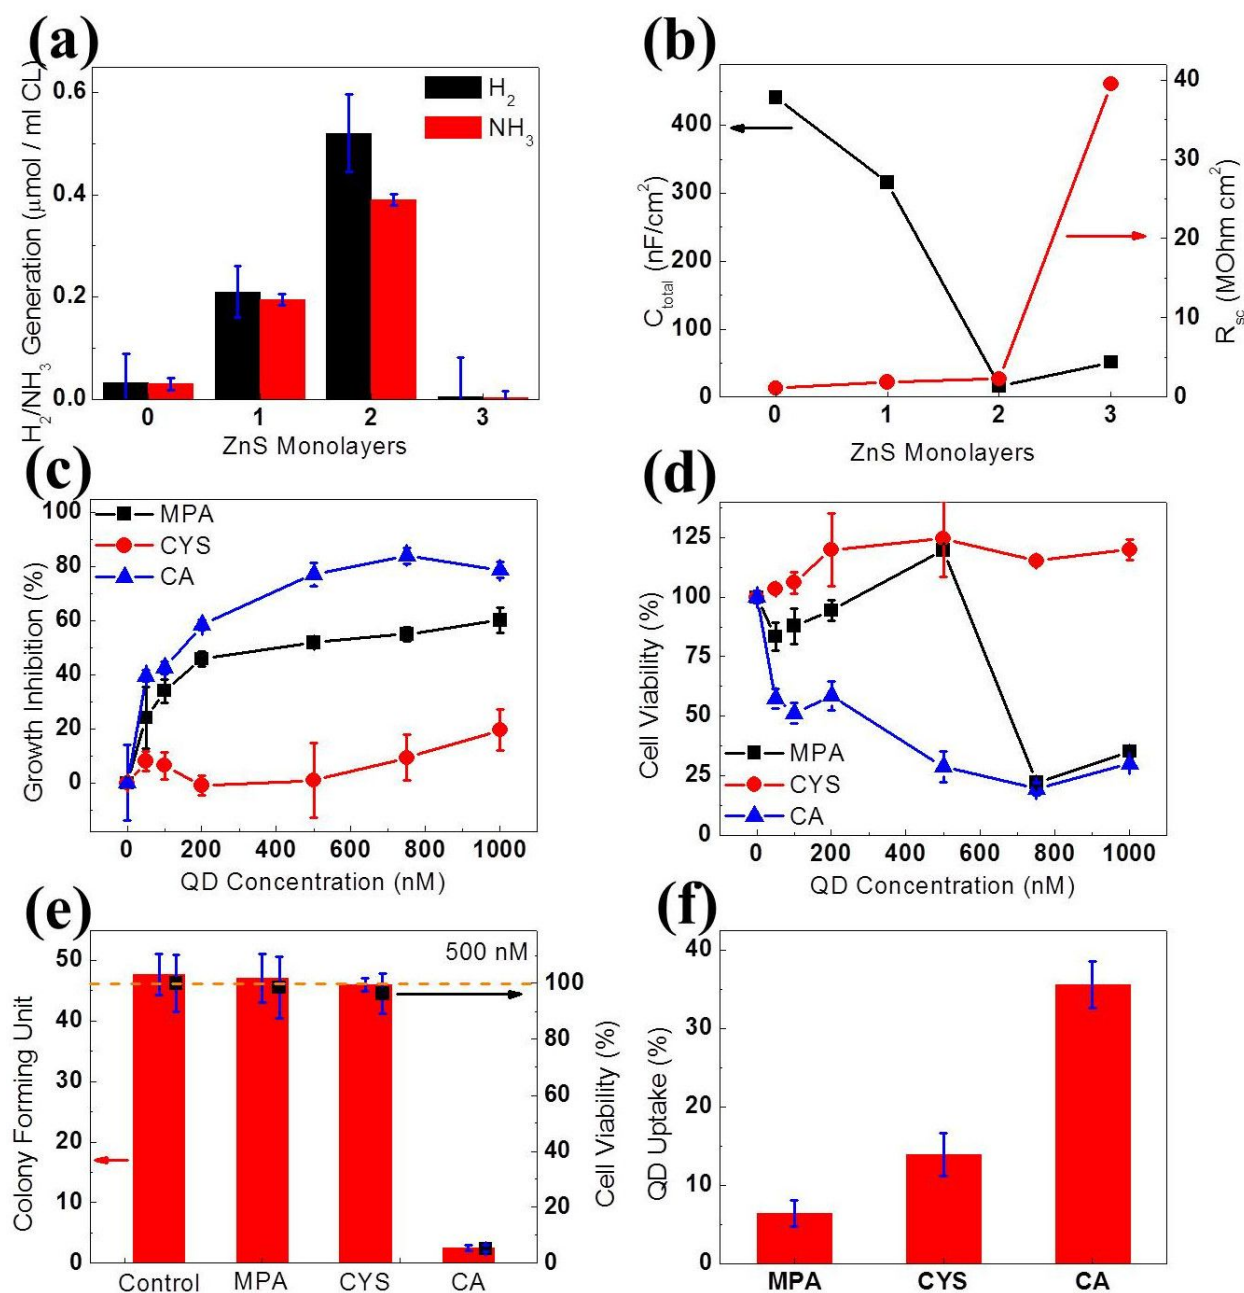 (a)
H2/NH3 Generation (μmol / ml CL)
0.6
0.4
0.2
0.0
H2
NH3
0 1 2 3
ZnS Monolayers
(b)
Ctotal (nF/cm2)
400
350
300
250
200
150
100
50
0
40
30
20
10
0
Rsc (MOhm cm2)
0 1 2 3
ZnS Monolayers
(c)
Growth Inhibition (%)
100
80
60
40
20
0
MPA
CYS
CA
0 200 400 600 800 1000
QD Concentration (nM)
(d)
Cell Viability (%)
125
100
75
50
25
0
MPA
CYS
CA
0 200 400 600 800 1000
QD Concentration (nM)
(e)
Colony Forming Unit
50
40
30
20
10
0
500 nM
100
80
60
40
20
0
Cell Viability (%)
Control MPA CYS CA
(f)
QD Uptake (%)
40
30
20
10
0
MPA CYS CA